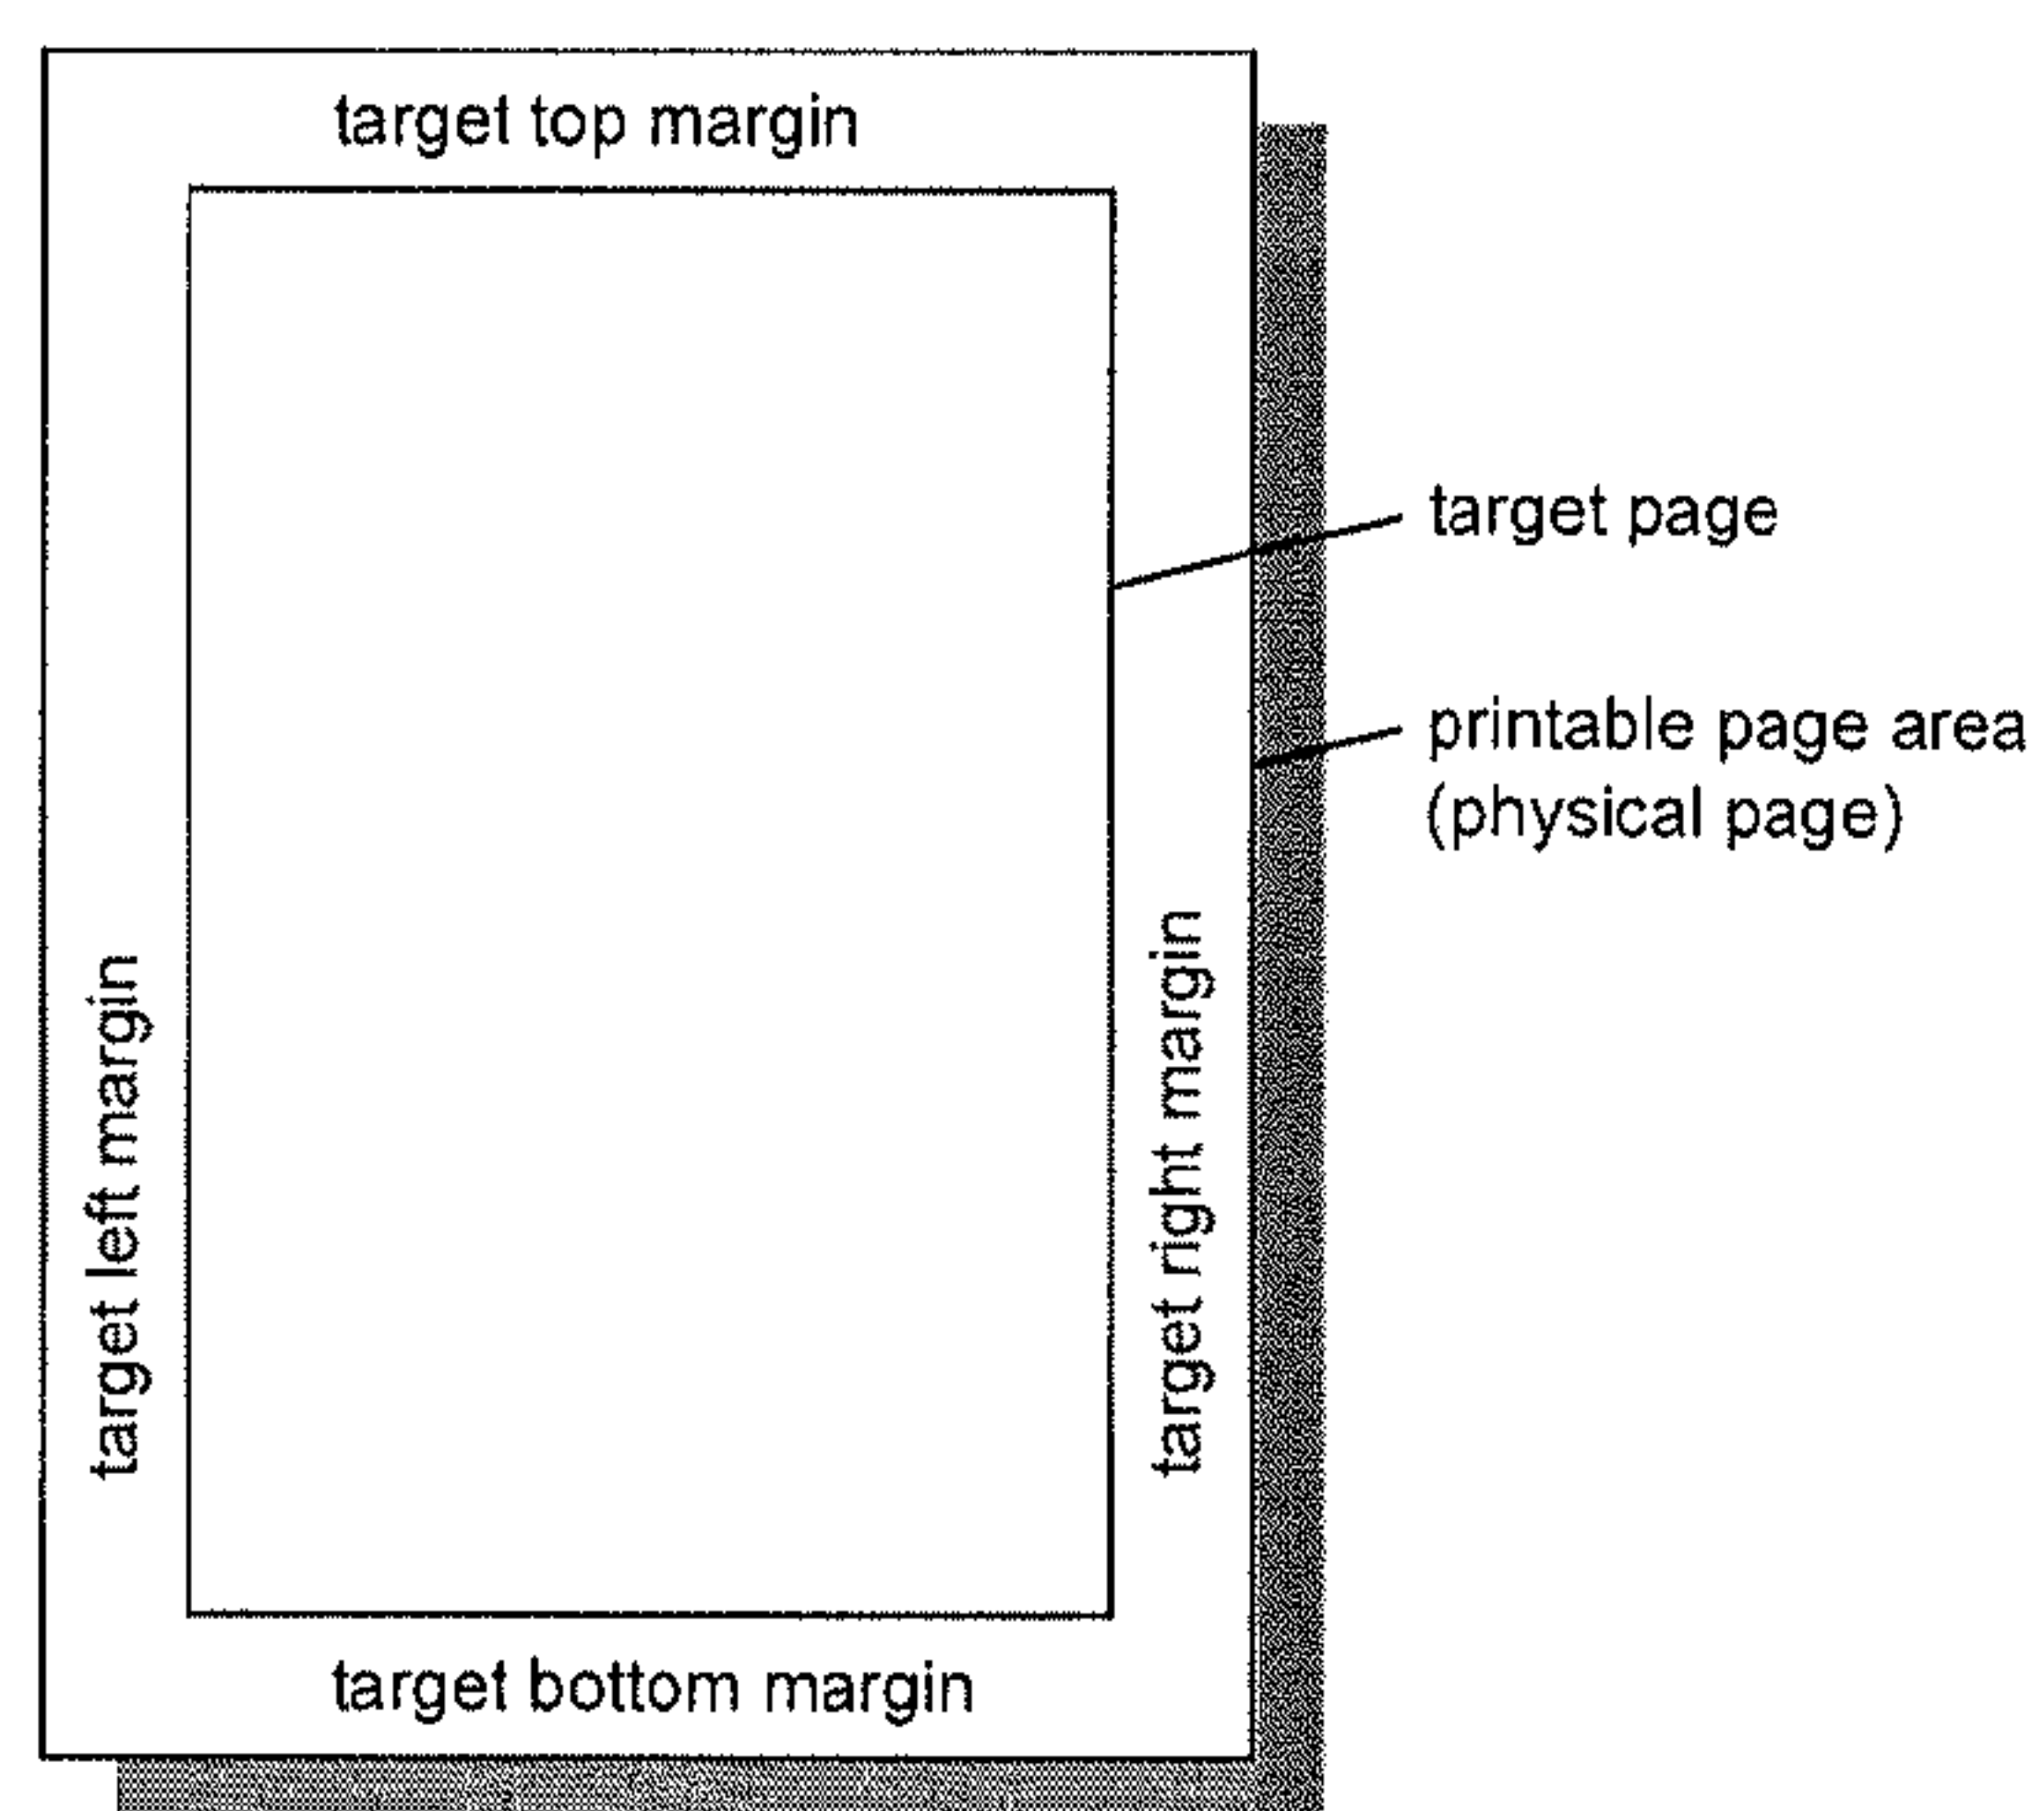 target top margin
target page
printable page area
(physical page)
target left margin
target right margin
target bottom margin